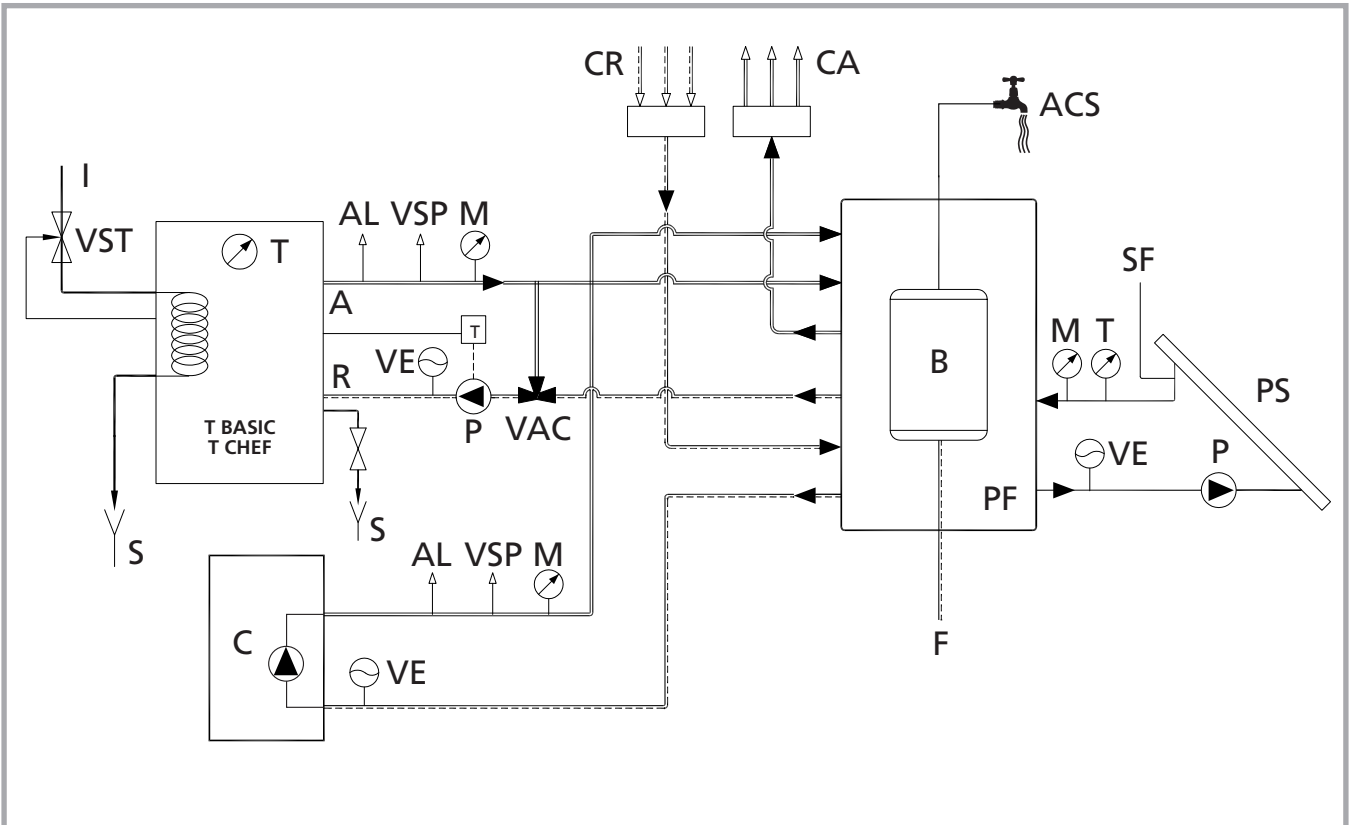 CR
CA
ACS
I
VST
T
AL VSP M
A
SF
M T
B
PS
T
VE
R
P VAC
T BASIC
T CHEF
VE P
PF
S
S
AL VSP M
C
VE
F